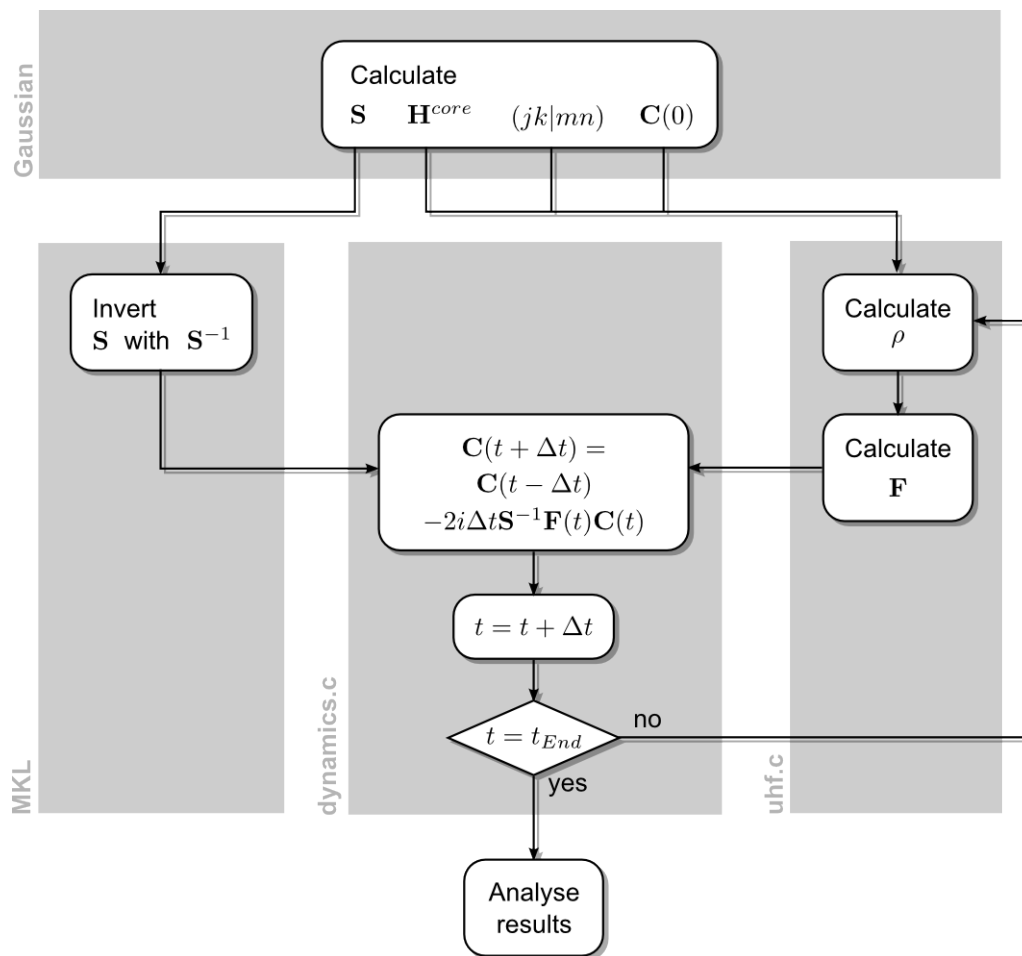 Gaussian
Calculate
S H^core (jk|mn) C(0)
Invert
S with S^−1
Calculate
ρ
Calculate
F
C(t + Δt) =
C(t − Δt)
−2iΔtS^−1F(t)C(t)
t = t + Δt
t = t_End
no
yes
Analyse
results
MKL
dynamics.c
uhf.c